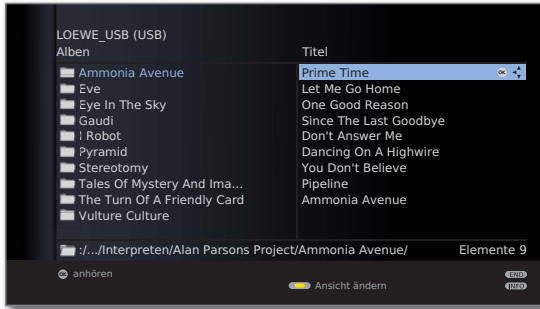 LOEWE_USB (USB)
Alben
Titel
Ammonia Avenue
Eve
Eye In The Sky
Gaudi
I Robot
Pyramid
Stereotomy
Tales Of Mystery And Ima...
The Turn Of A Friendly Card
Vulture Culture
Prime Time OK
Let Me Go Home
One Good Reason
Since The Last Goodbye
Don't Answer Me
Dancing On A Highwire
You Don't Believe
Pipeline
Ammonia Avenue
:/.../Interpreten/Alan Parsons Project/Ammonia Avenue/ Elemente 9
OK anhören
END
Ansicht ändern
INFO